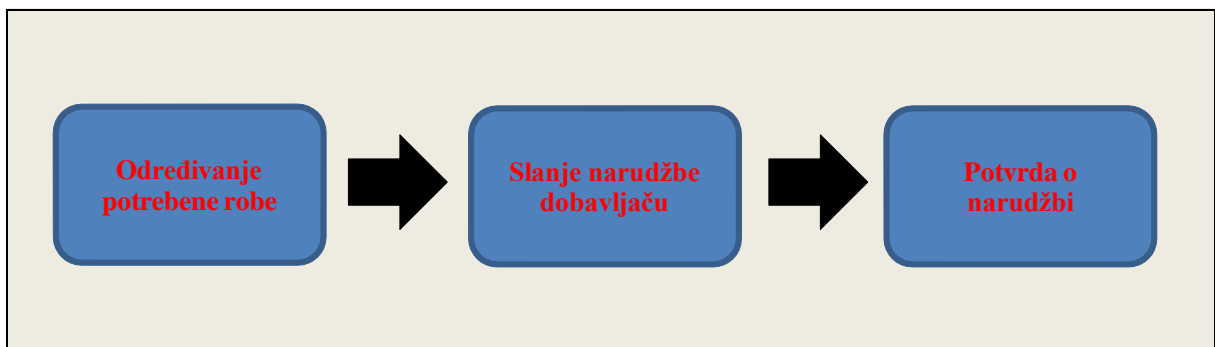 Određivanje
potrebene robe
Slanje narudžbe
dobavljaču
Potvrda o
narudžbi